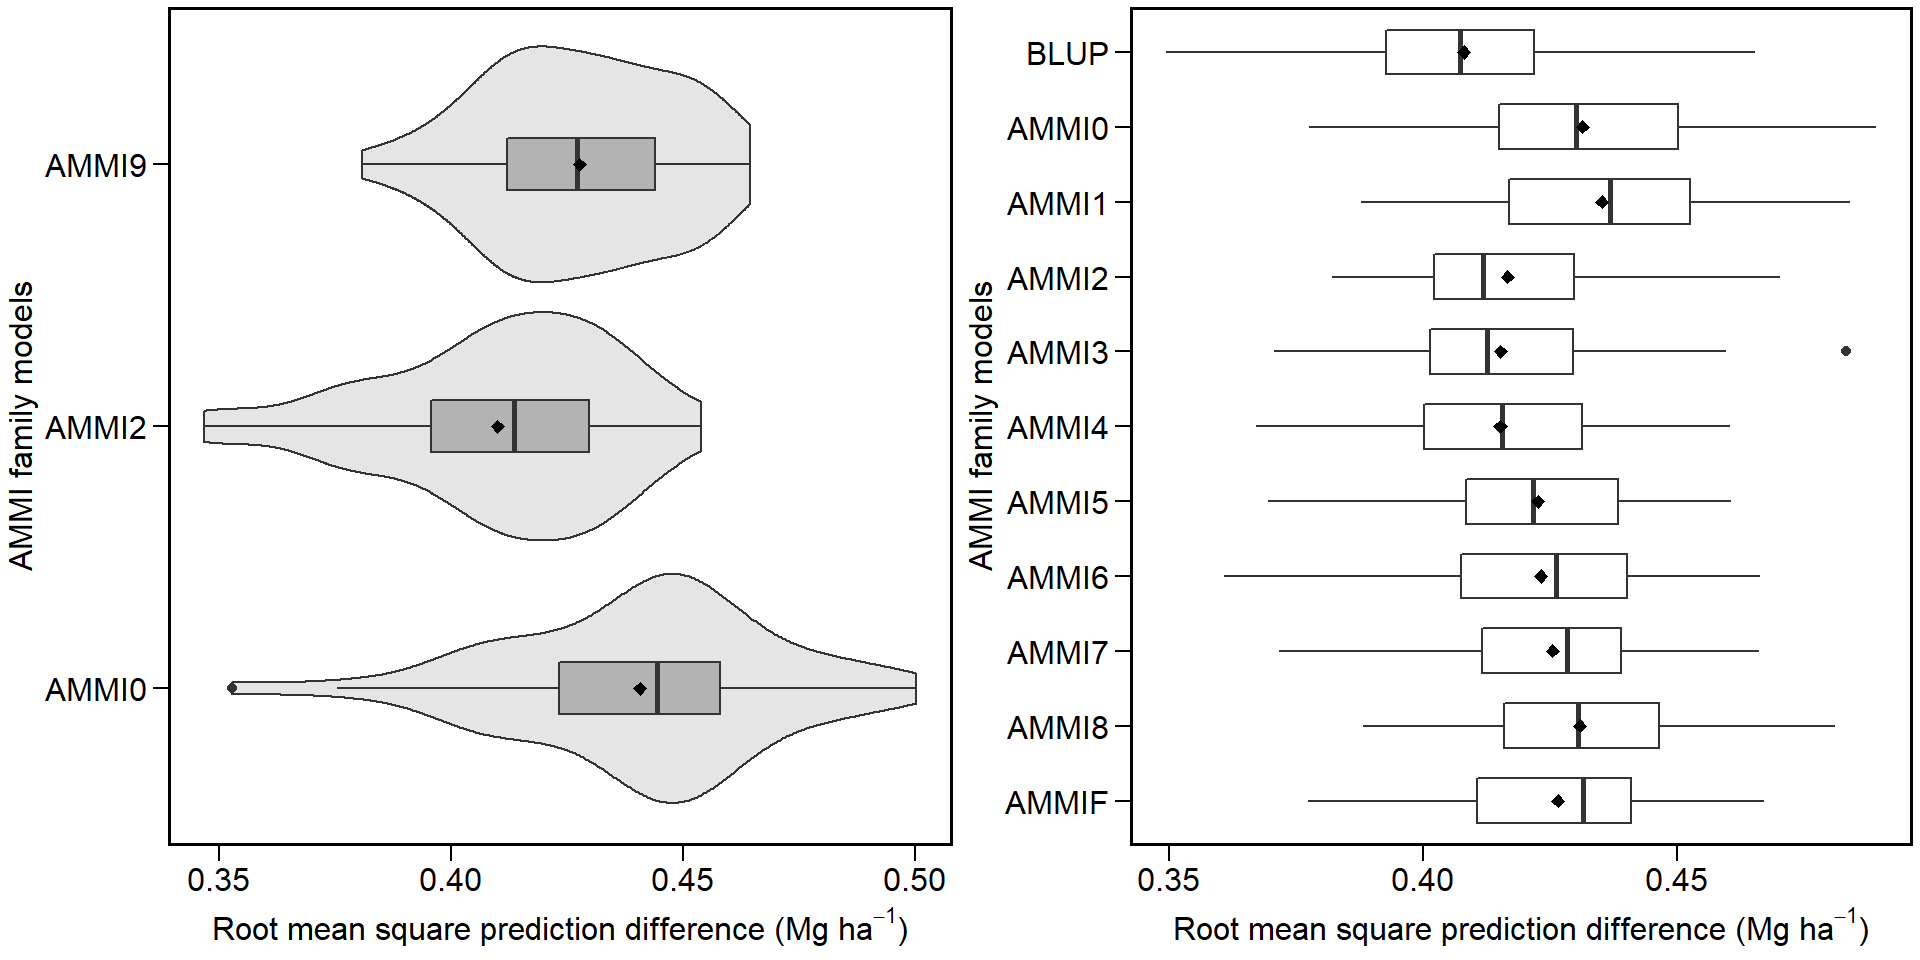 AMMI family models
AMMI9
AMMI2
AMMI0
0.35 0.40 0.45 0.50
Root mean square prediction difference (Mg ha⁻¹)
AMMI family models
BLUP
AMMI0
AMMI1
AMMI2
AMMI3
AMMI4
AMMI5
AMMI6
AMMI7
AMMI8
AMMIF
0.35 0.40 0.45
Root mean square prediction difference (Mg ha⁻¹)